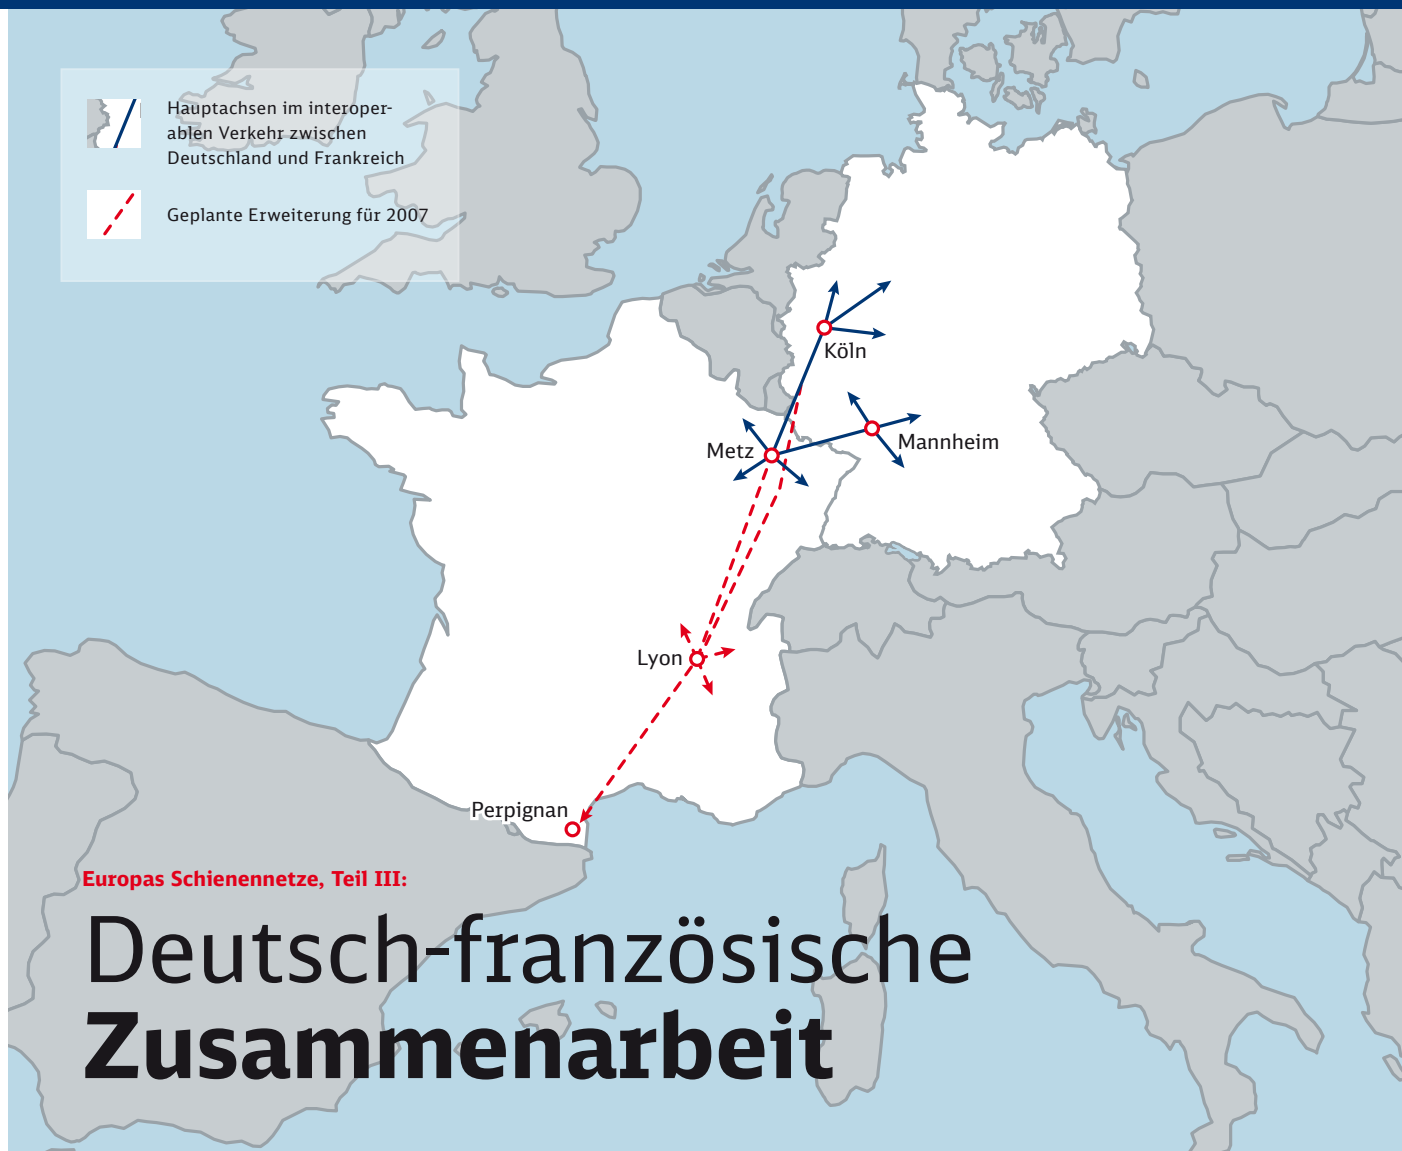 Hauptachsen im interoper-
ablen Verkehr zwischen
Deutschland und Frankreich
Geplante Erweiterung für 2007
Köln
Metz
Mannheim
Lyon
Perpignan
Europas Schienennetze, Teil III:
Deutsch-französische
Zusammenarbeit